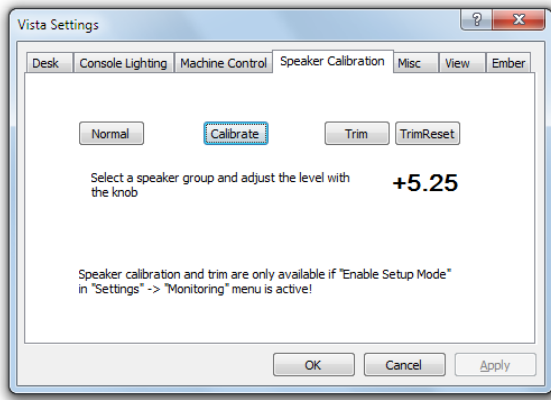 Vista Settings
?
X
Desk Console Lighting Machine Control Speaker Calibration Misc View Ember
Normal Calibrate Trim TrimReset
Select a speaker group and adjust the level with
the knob
+5.25
Speaker calibration and trim are only available if "Enable Setup Mode"
in "Settings" -> "Monitoring" menu is active!
OK Cancel Apply